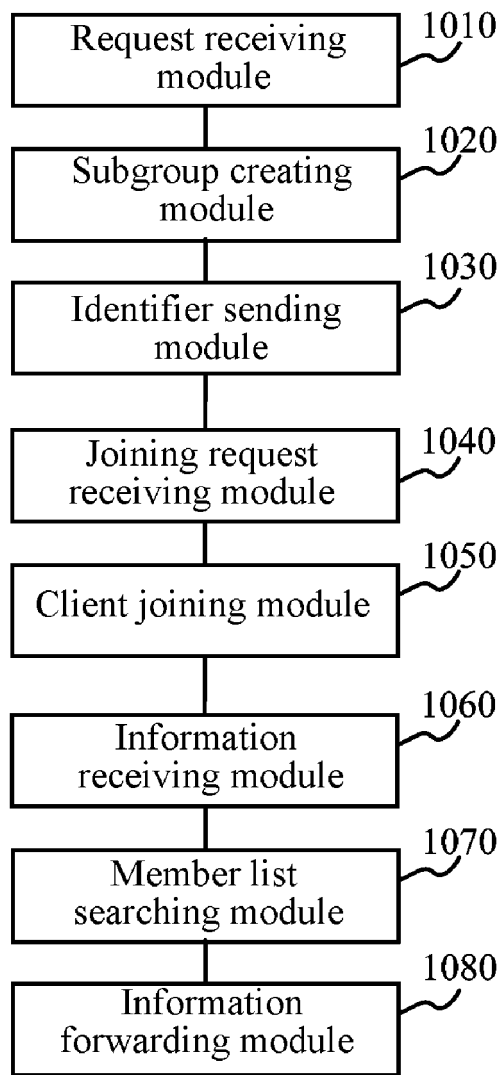 1010
Request receiving
module
1020
Subgroup creating
module
1030
Identifier sending
module
1040
Joining request
receiving module
1050
Client joining module
1060
Information
receiving module
1070
Member list
searching module
1080
Information
forwarding module